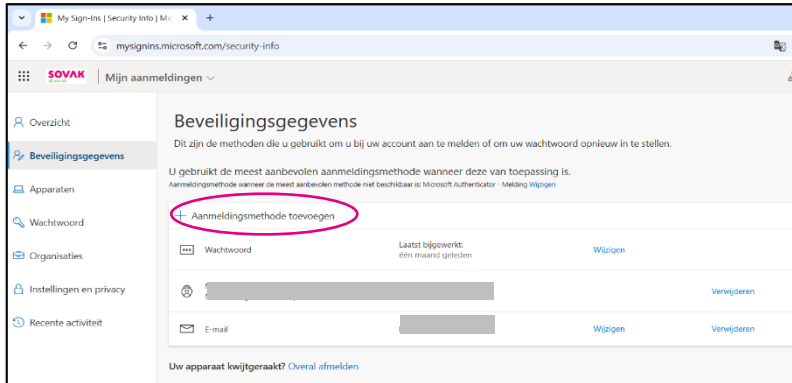 My Sign-Ins | Security Info | Mic
mysignins.microsoft.com/security-info
SOVAK
Mijn aanmeldingen
Overzicht
Beveiligingsgegevens
Apparaten
Wachtwoord
Organisaties
Instellingen en privacy
Recente activiteit
Beveiligingsgegevens
Dit zijn de methoden die u gebruikt om u bij uw account aan te melden of om uw wachtwoord opnieuw in te stellen.
U gebruikt de meest aanbevolen aanmeldingsmethode wanneer deze van toepassing is.
Aanmeldingsmethode wanneer de meest aanbevolen methode niet beschikbaar is: Microsoft Authenticator - Melding Wijzigen
+ Aanmeldingsmethode toevoegen
Wachtwoord Laatst bijgewerkt: Wijzigen
één maand geleden
Verwijderen
E-mail Wijzigen Verwijderen
Uw apparaat kwijtgeraakt? Overal afmelden